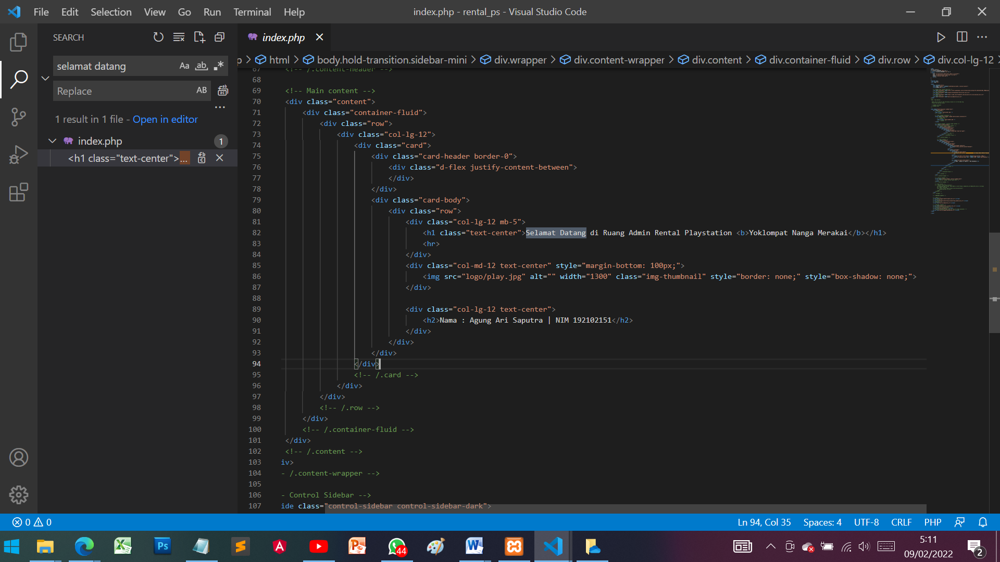 File Edit Selection View Go Run Terminal Help
index.php - rental_ps - Visual Studio Code
SEARCH
selamat datang
Aa ab .*
Replace
AB
1 result in 1 file - Open in editor
index.php 1
<h1 class="text-center">...
index.php
p > html > body.hold-transition.sidebar-mini > div.wrapper > div.content-wrapper > div.content > div.container-fluid > div.row > div.col-lg-12 >
67 <!-- /.content-header -->
68
69 <!-- Main content -->
70 <div class="content">
71 <div class="container-fluid">
72 <div class="row">
73 <div class="col-lg-12">
74 <div class="card">
75 <div class="card-header border-0">
76 <div class="d-flex justify-content-between">
77 </div>
78 </div>
79 <div class="card-body">
80 <div class="row">
81 <div class="col-lg-12 mb-5">
82 <h1 class="text-center">Selamat Datang di Ruang Admin Rental Playstation <b>Yoklompat Nanga Merakai</b></h1>
83 <hr>
84 </div>
85 <div class="col-md-12 text-center" style="margin-bottom: 100px;">
86 <img src="logo/play.jpg" alt="" width="1300" class="img-thumbnail" style="border: none;" style="box-shadow: none;">
87 </div>
88
89 <div class="col-lg-12 text-center">
90 <h2>Nama : Agung Ari Saputra | NIM 192102151</h2>
91 </div>
92 </div>
93 </div>
94 </div>
95 <!-- /.card -->
96 </div>
97 </div>
98 <!-- /.row -->
99 </div>
100 <!-- /.container-fluid -->
101 </div>
102 <!-- /.content -->
103 iv>
104 - /.content-wrapper -->
105
106 - Control Sidebar -->
107 ide class="control-sidebar control-sidebar-dark">
0 0
Ln 94, Col 35 Spaces: 4 UTF-8 CRLF PHP
Ps
44
5:11
09/02/2022
2